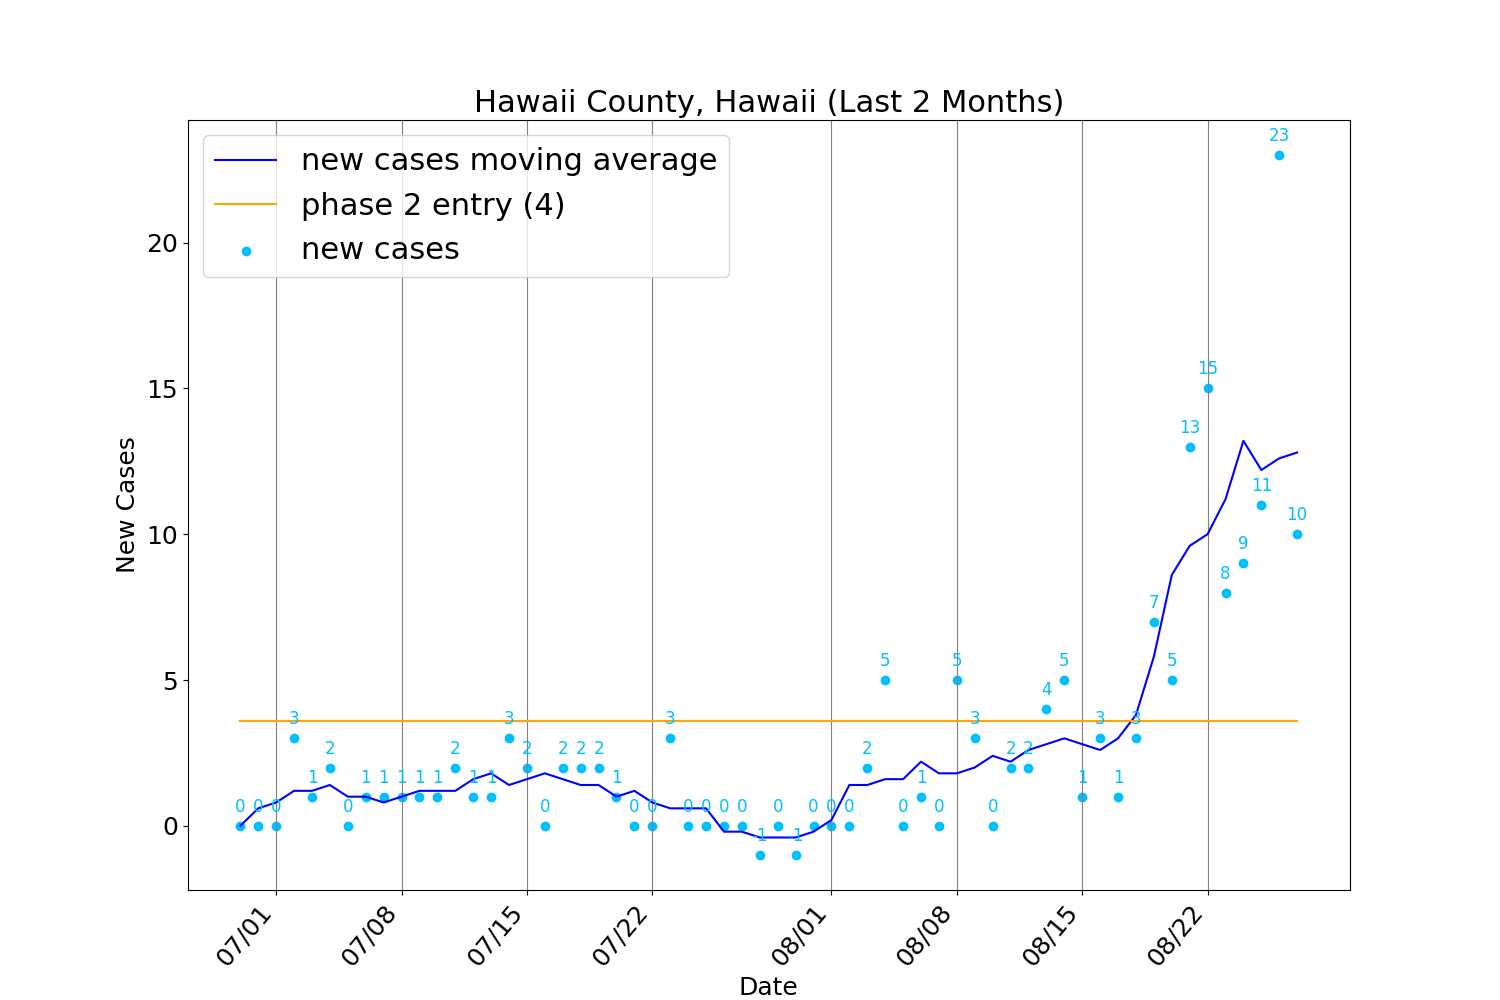 Hawaii County, Hawaii (Last 2 Months)
new cases moving average
phase 2 entry (4)
new cases
23
20
15
15
13
11
10
10
9
8
7
5 5 5 5
5
4
3 3 3 3 3 3
2 2 2 2 2 2 2 2 2
1 1 1 1 1 1 1 1 1 1 1 1
0 0 0 0 0 0 0 0 0 0 0 0 0 0 0 0 0 0
0
-1 -1
New Cases
07/01 07/08 07/15 07/22 08/01 08/08 08/15 08/22
Date